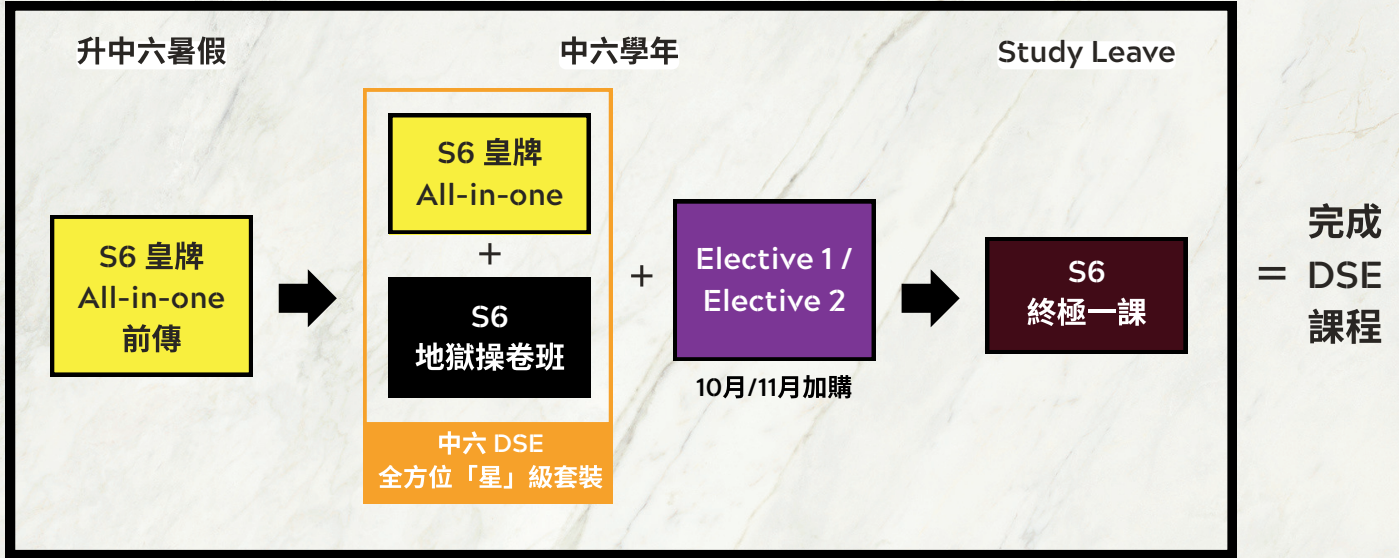 升中六暑假
中六學年
Study Leave
S6 皇牌
All-in-one
前傳
S6 皇牌
All-in-one
+
S6
地獄操卷班
中六 DSE
全方位「星」級套裝
+
Elective 1 /
Elective 2
10月/11月加購
S6
終極一課
=
完成
DSE
課程